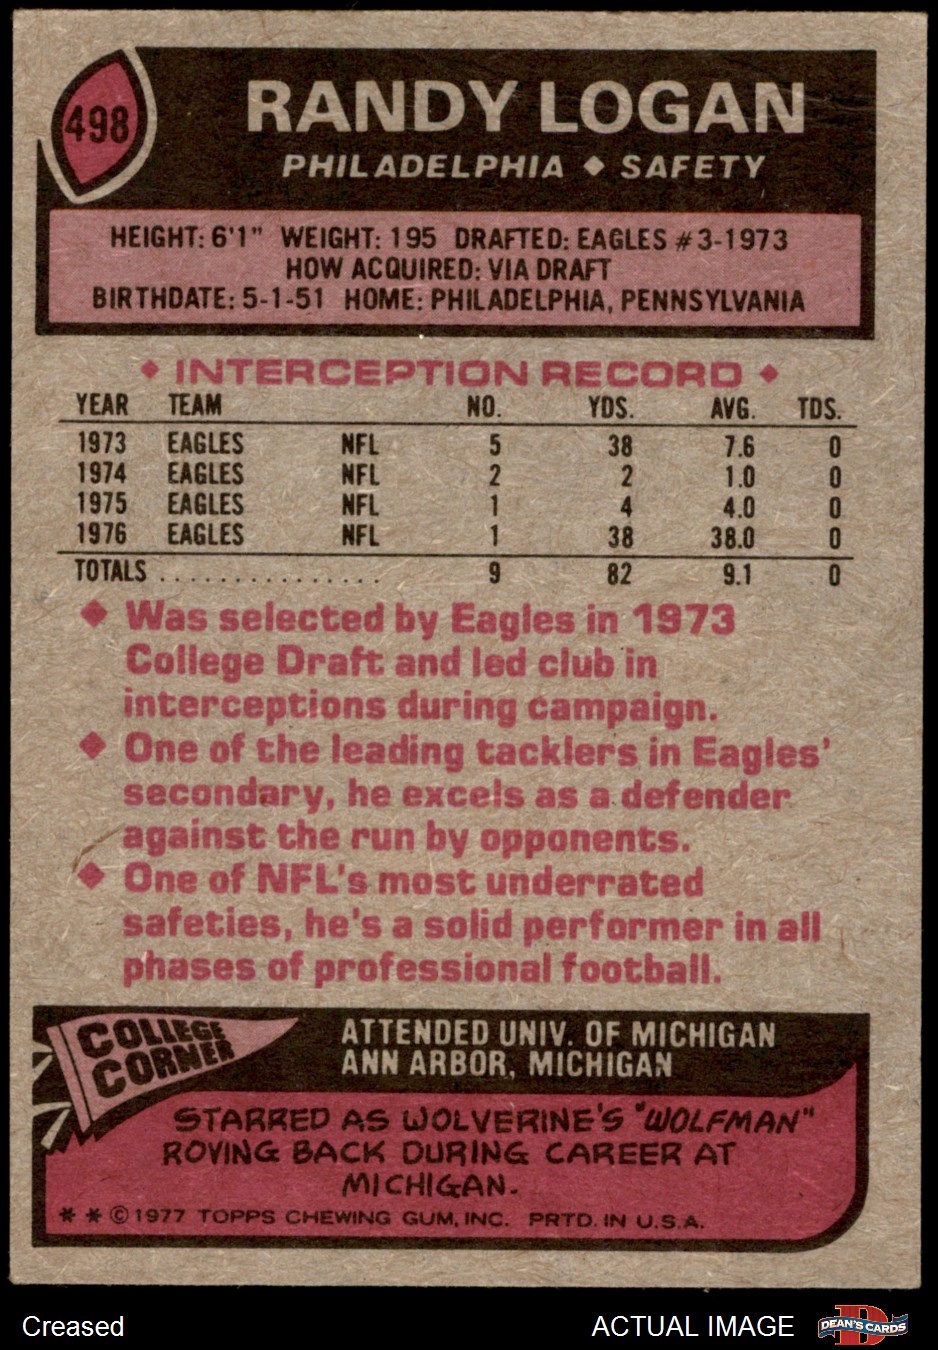 498
RANDY LOGAN
PHILADELPHIA ◆ SAFETY
HEIGHT: 6'1" WEIGHT: 195 DRAFTED: EAGLES #3-1973
HOW ACQUIRED: VIA DRAFT
BIRTHDATE: 5-1-51 HOME: PHILADELPHIA, PENNSYLVANIA
◆ INTERCEPTION RECORD ◆
YEAR TEAM NO. YDS. AVG. TDS.
1973 EAGLES NFL 5 38 7.6 0
1974 EAGLES NFL 2 2 1.0 0
1975 EAGLES NFL 1 4 4.0 0
1976 EAGLES NFL 1 38 38.0 0
TOTALS ................ 9 82 9.1 0
◆ Was selected by Eagles in 1973
College Draft and led club in
interceptions during campaign.
◆ One of the leading tacklers in Eagles'
secondary, he excels as a defender
against the run by opponents.
◆ One of NFL's most underrated
safeties, he's a solid performer in all
phases of professional football.
COLLEGE
CORNER
ATTENDED UNIV. OF MICHIGAN
ANN ARBOR, MICHIGAN
STARRED AS WOLVERINE'S "WOLFMAN"
ROVING BACK DURING CAREER AT
MICHIGAN.
* * © 1977 TOPPS CHEWING GUM, INC. PRTD. IN U.S.A.
Creased
ACTUAL IMAGE
D
DEAN'S CARDS